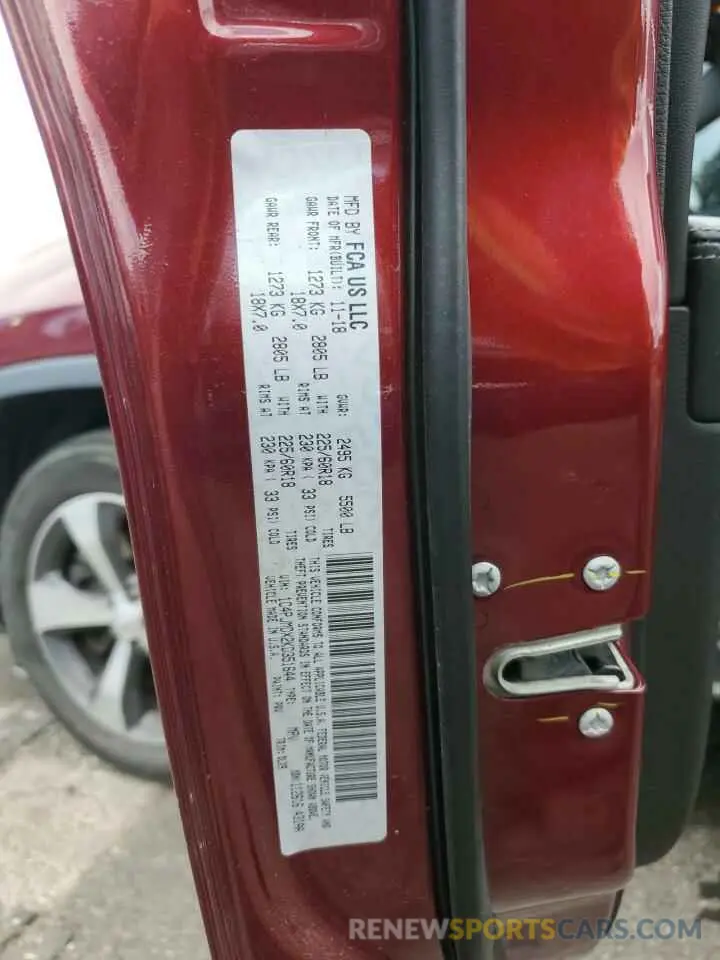 MFD BY FCA US LLC
DATE OF MFR(BUILT): 11-18 GVWR: 2495 KG 5500 LB
GAWR FRONT: 1273 KG 2805 LB WITH 225/60R18 TIRES
18X7.0 RIMS AT 230 KPA ( 33 PSI) COLD
GAWR REAR: 1273 KG 2805 LB WITH 225/60R18 TIRES
18X7.0 RIMS AT 230 KPA ( 33 PSI) COLD
THIS VEHICLE CONFORMS TO ALL APPLICABLE U.S.A. FEDERAL MOTOR VEHICLE SAFETY AND
THEFT PREVENTION STANDARDS IN EFFECT ON THE DATE OF MANUFACTURE SHOWN ABOVE.
VIN: TYPE: MPV
VEHICLE MADE IN U.S.A. PAINT: TRIM:
RENEWSPORTSCAR.COM